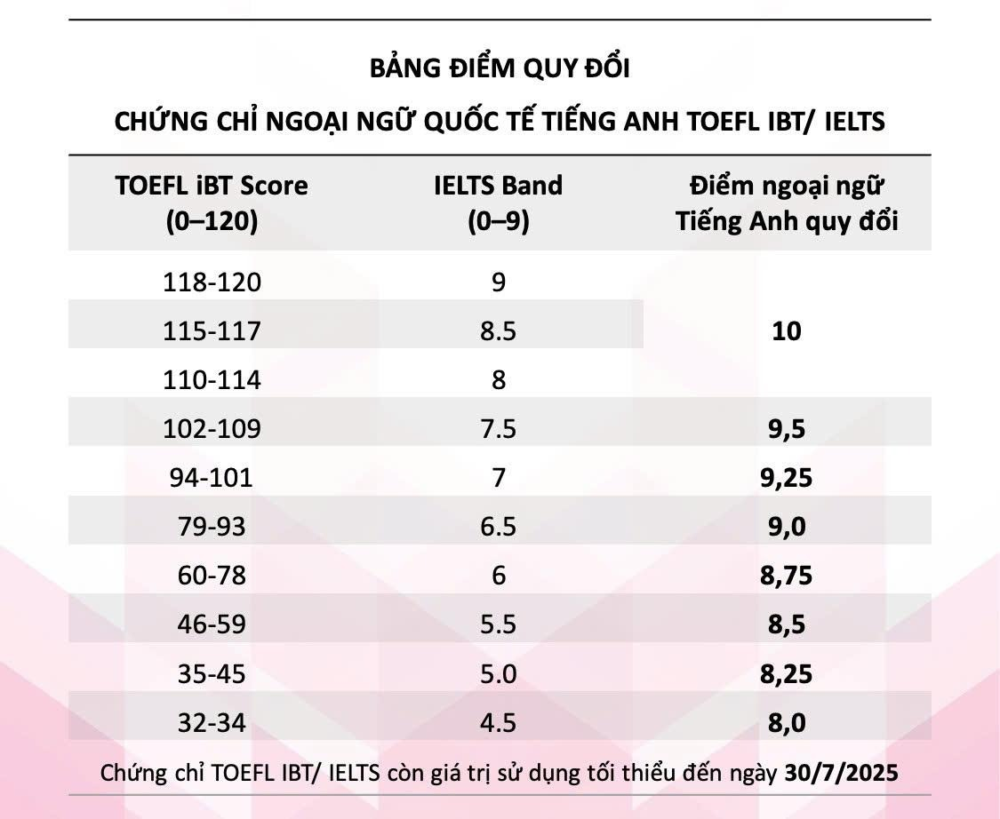 BẢNG ĐIỂM QUY ĐỔI
CHỨNG CHỈ NGOẠI NGỮ QUỐC TẾ TIẾNG ANH TOEFL IBT/ IELTS
TOEFL iBT Score (0–120) IELTS Band (0–9) Điểm ngoại ngữ Tiếng Anh quy đổi
118-120 9
115-117 8.5 10
110-114 8
102-109 7.5 9,5
94-101 7 9,25
79-93 6.5 9,0
60-78 6 8,75
46-59 5.5 8,5
35-45 5.0 8,25
32-34 4.5 8,0
Chứng chỉ TOEFL IBT/ IELTS còn giá trị sử dụng tối thiểu đến ngày 30/7/2025